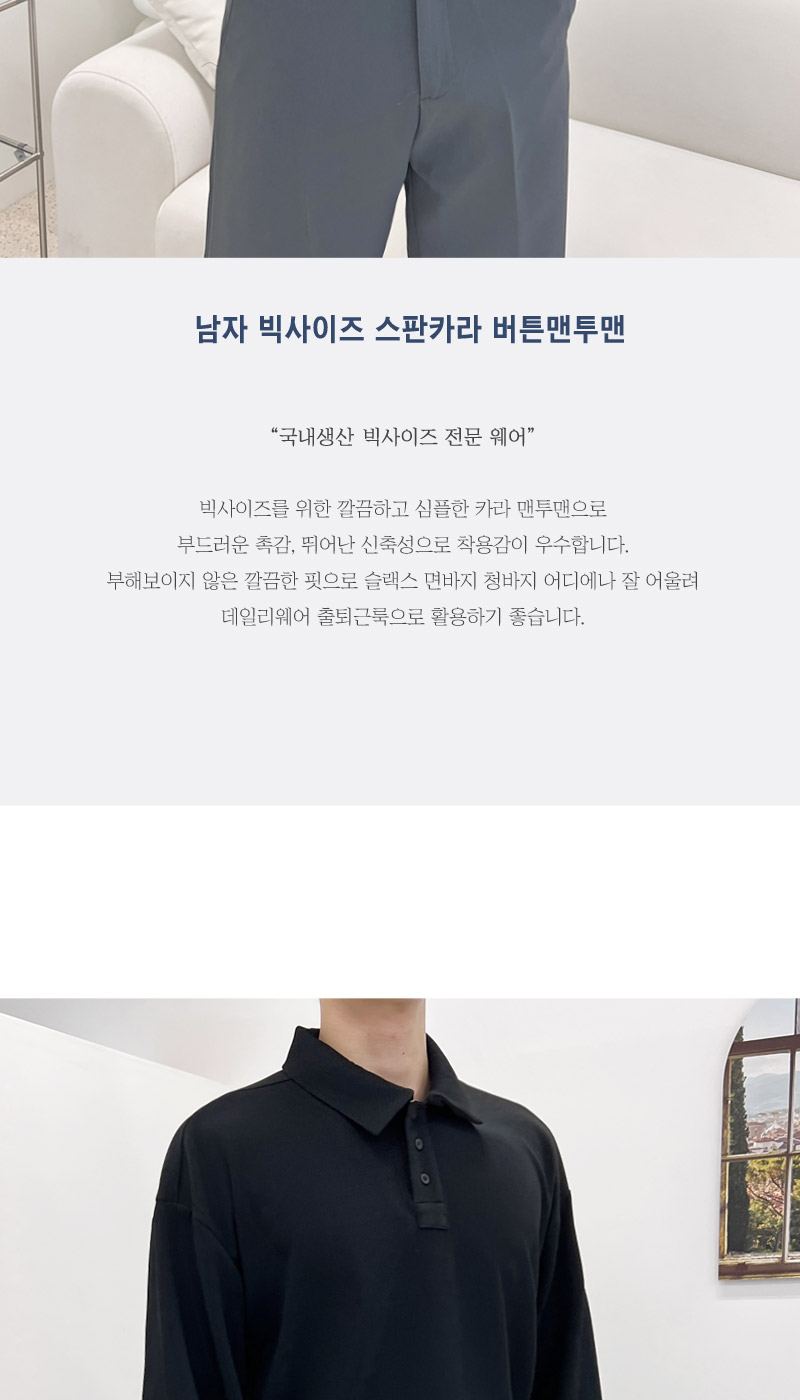 남자 빅사이즈 스판카라 버튼맨투맨
“국내생산 빅사이즈 전문 웨어”
빅사이즈를 위한 깔끔하고 심플한 카라 맨투맨으로
부드러운 촉감, 뛰어난 신축성으로 착용감이 우수합니다.
부해보이지 않은 깔끔한 핏으로 슬랙스 면바지 청바지 어디에나 잘 어울려
데일리웨어 출퇴근룩으로 활용하기 좋습니다.